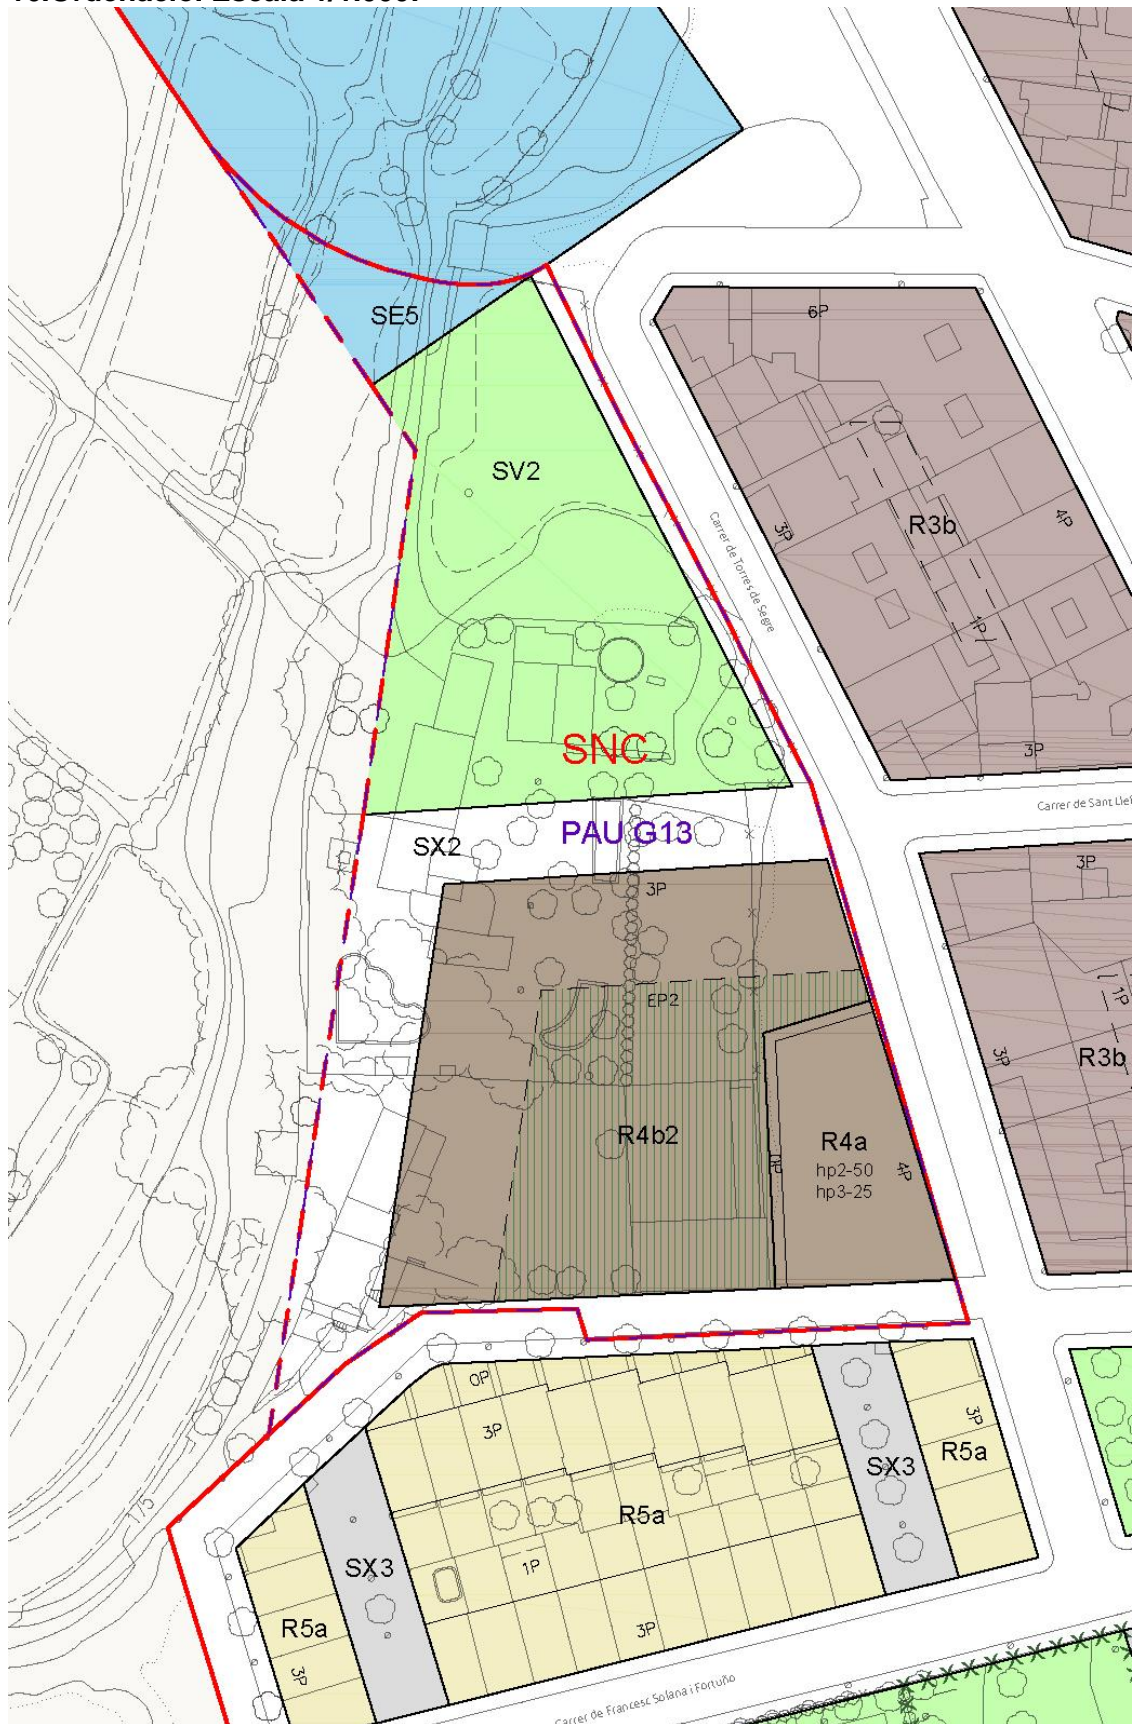 SE5
6P
SV2
Carrer de Torres de Segre
3P
R3b
4P
1P
SNC
3P
Carrer de Sant
SX2
PAU G13
3P
3P
EP2
1P
3P
R3b
R4b2
R4a
0P
hp2-50
4P
hp3-25
0P
3P
3P
R5a
SX3
R5a
175
SX3
1P
R5a
3P
3P
Carrer de Francesc Solana i Fortuño